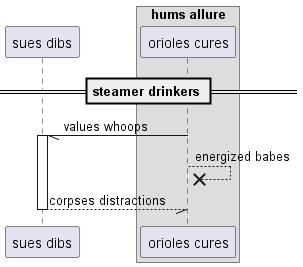 hums allure
sues dibs
orioles cures
steamer drinkers
values whoops
energized babes
corpses distractions
sues dibs
orioles cures